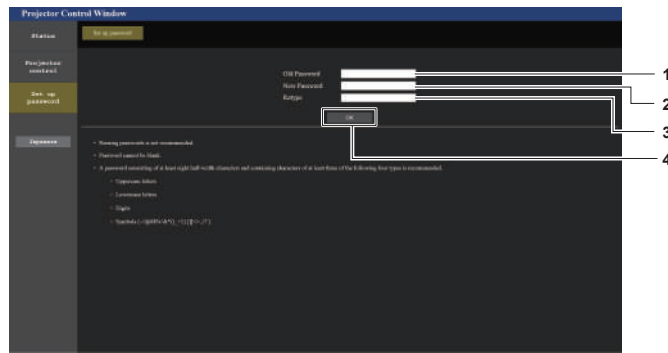 Projector Control Window
Status
Set up password
Projector
control
Set up
password
Japanese
Old Password
New Password
Retype
OK
1
2
3
4
• Reusing passwords is not recommended.
• Password cannot be blank.
• A password consisting of at least eight half-width characters and containing characters of at least three of the following four types is recommended.
• Uppercase letters
• Lowercase letters
• Digits
• Symbols